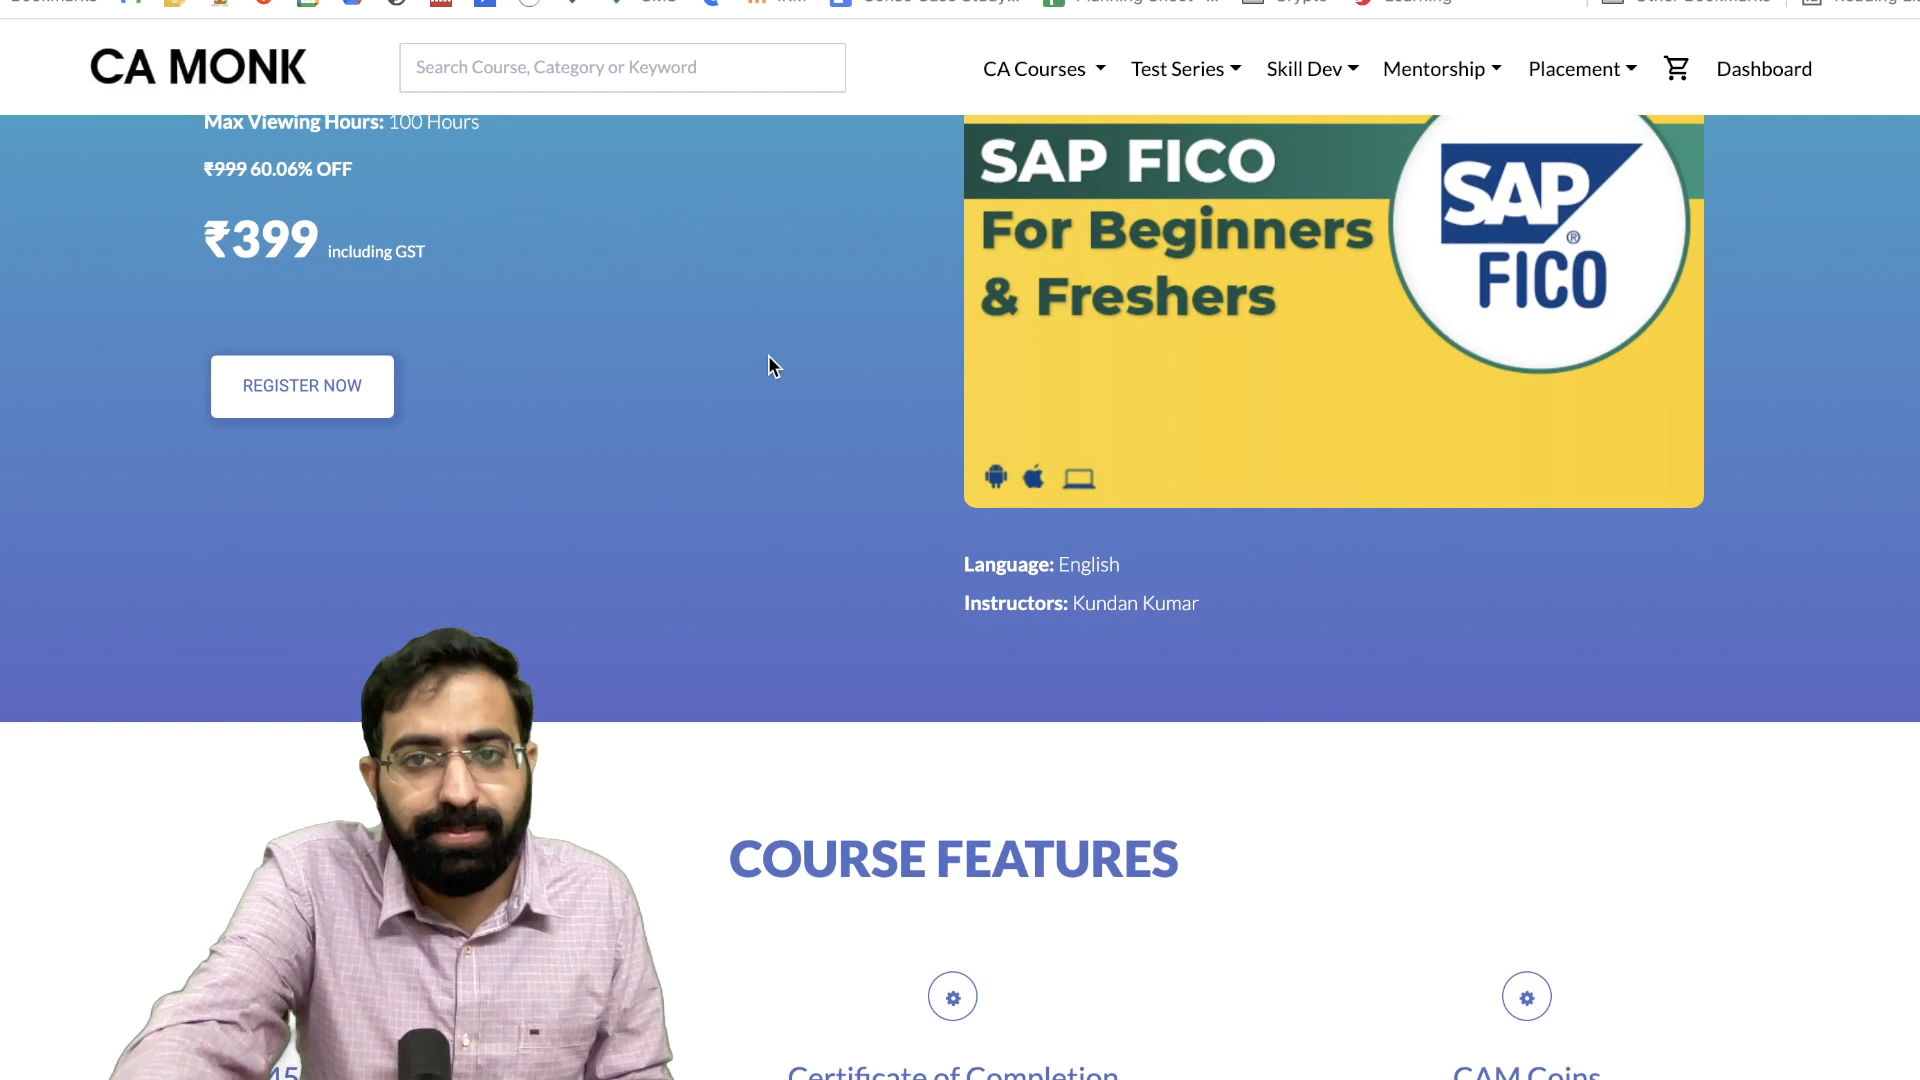 CA MONK
Search Course, Category or Keyword
CA Courses
Test Series
Skill Dev
Mentorship
Placement
Dashboard
Max Viewing Hours: 100 Hours
₹999 60.06% OFF
₹399 including GST
REGISTER NOW
SAP FICO
For Beginners
& Freshers
SAP
®
FICO
Language: English
Instructors: Kundan Kumar
COURSE FEATURES
Certificate of Completion
CAM Coins